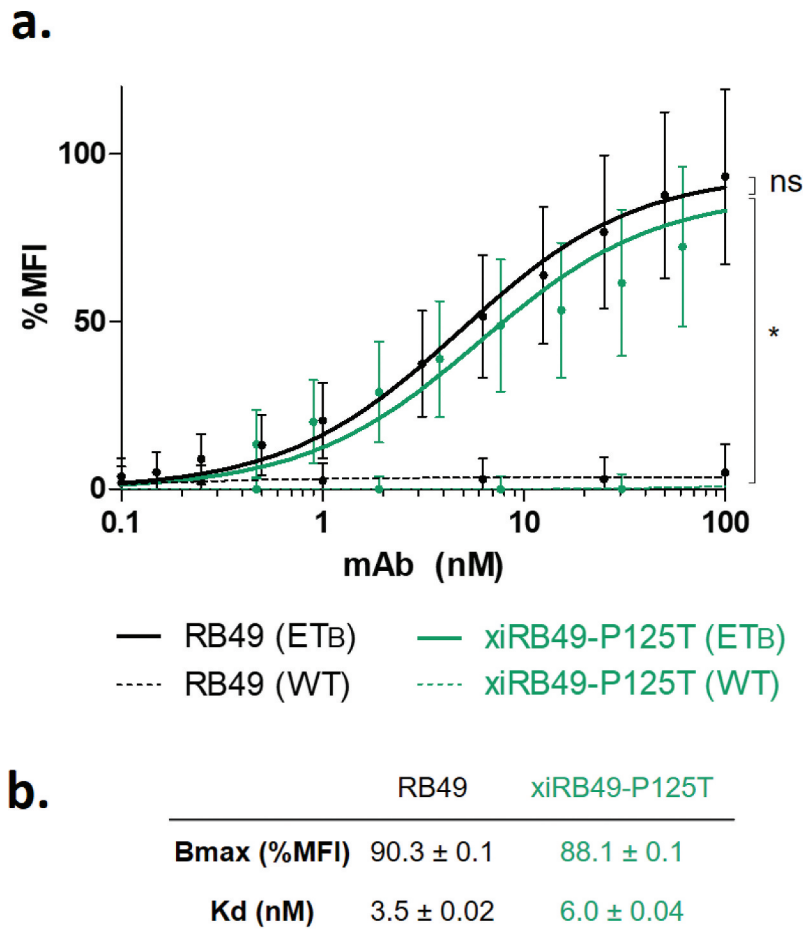 a.
100
50
0
%MFI
ns
*
0.1 1 10 100
mAb (nM)
RB49 (ETB) xiRB49-P125T (ETB)
RB49 (WT) xiRB49-P125T (WT)
b.
RB49 xiRB49-P125T
Bmax (%MFI) 90.3 ± 0.1 88.1 ± 0.1
Kd (nM) 3.5 ± 0.02 6.0 ± 0.04